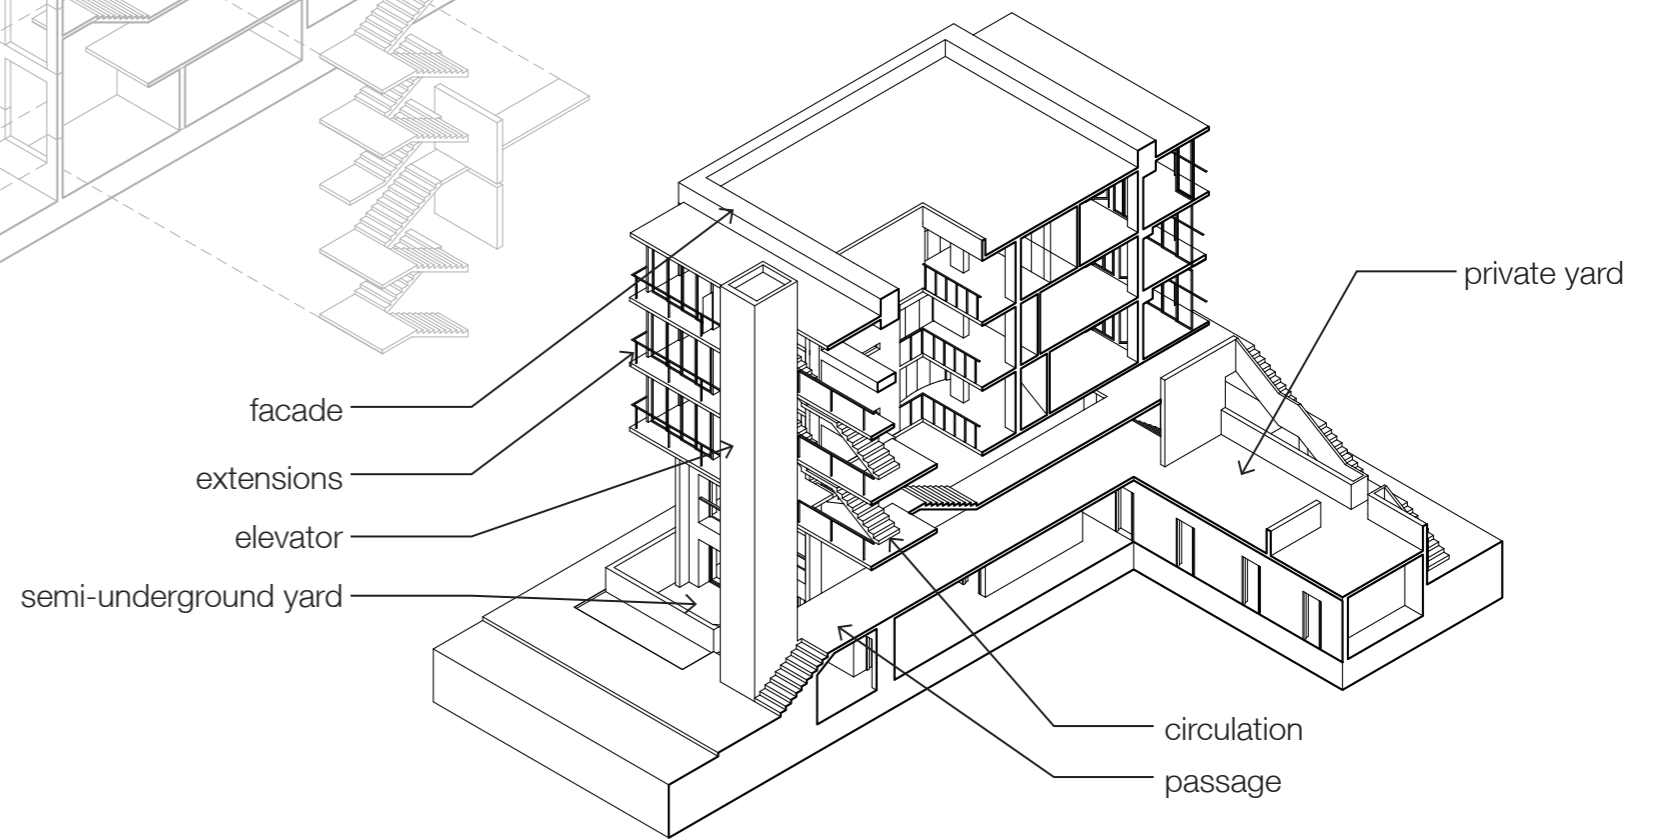 private yard
facade
extensions
elevator
semi-underground yard
circulation
passage